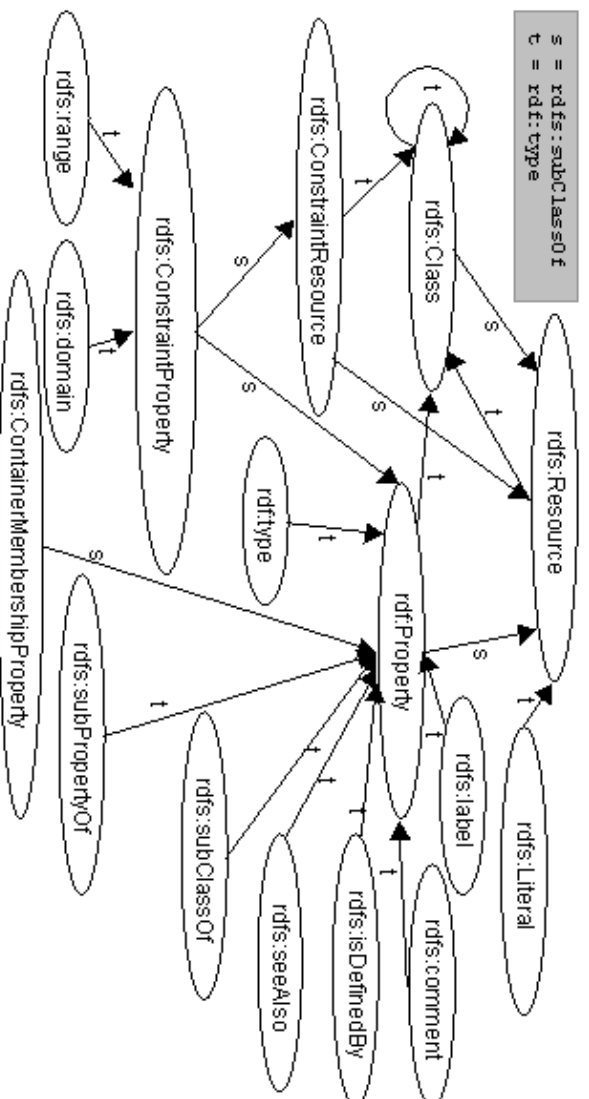 s = rdfs:subClassOf
t = rdf:type
rdfs:Resource
rdfs:Literal
s
t
t
s
t
s
t
rdfs:Class
t
t
rdfs:label
t
rdfs:comment
t
rdf:Property
rdfs:ConstraintResource
s
s
t
rdf:type
t
rdfs:isDefinedBy
t
rdfs:seeAlso
t
rdfs:subClassOf
rdfs:ConstraintProperty
t
t
s
t
rdfs:range
rdfs:domain
rdfs:subPropertyOf
rdfs:ContainerMembershipProperty